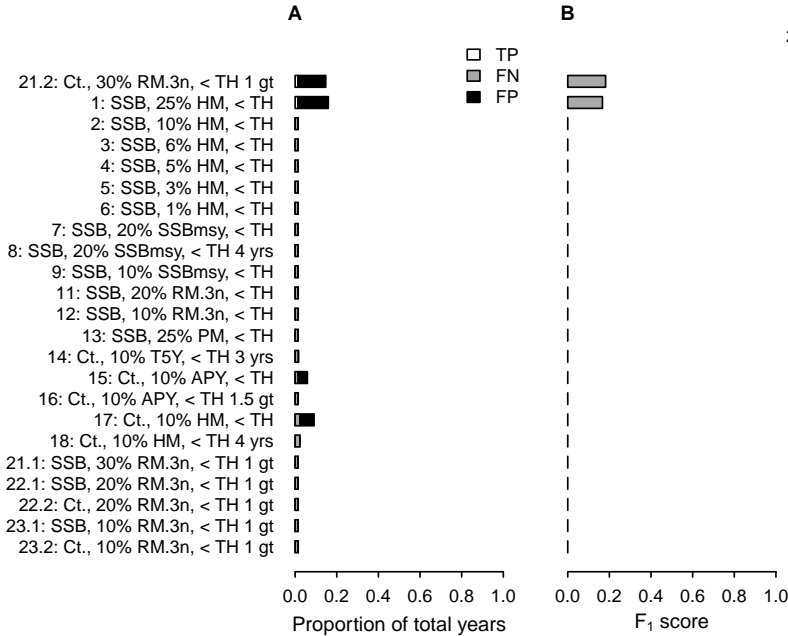 A
B
TP
FN
FP
21.2: Ct., 30% RM.3n, < TH 1 gt
1: SSB, 25% HM, < TH
2: SSB, 10% HM, < TH
3: SSB, 6% HM, < TH
4: SSB, 5% HM, < TH
5: SSB, 3% HM, < TH
6: SSB, 1% HM, < TH
7: SSB, 20% SSBmsy, < TH
8: SSB, 20% SSBmsy, < TH 4 yrs
9: SSB, 10% SSBmsy, < TH
11: SSB, 20% RM.3n, < TH
12: SSB, 10% RM.3n, < TH
13: SSB, 25% PM, < TH
14: Ct., 10% T5Y, < TH 3 yrs
15: Ct., 10% APY, < TH
16: Ct., 10% APY, < TH 1.5 gt
17: Ct., 10% HM, < TH
18: Ct., 10% HM, < TH 4 yrs
21.1: SSB, 30% RM.3n, < TH 1 gt
22.1: SSB, 20% RM.3n, < TH 1 gt
22.2: Ct., 20% RM.3n, < TH 1 gt
23.1: SSB, 10% RM.3n, < TH 1 gt
23.2: Ct., 10% RM.3n, < TH 1 gt
0.0 0.2 0.4 0.6 0.8 1.0
Proportion of total years
0.0 0.2 0.4 0.6 0.8 1.0
F₁ score